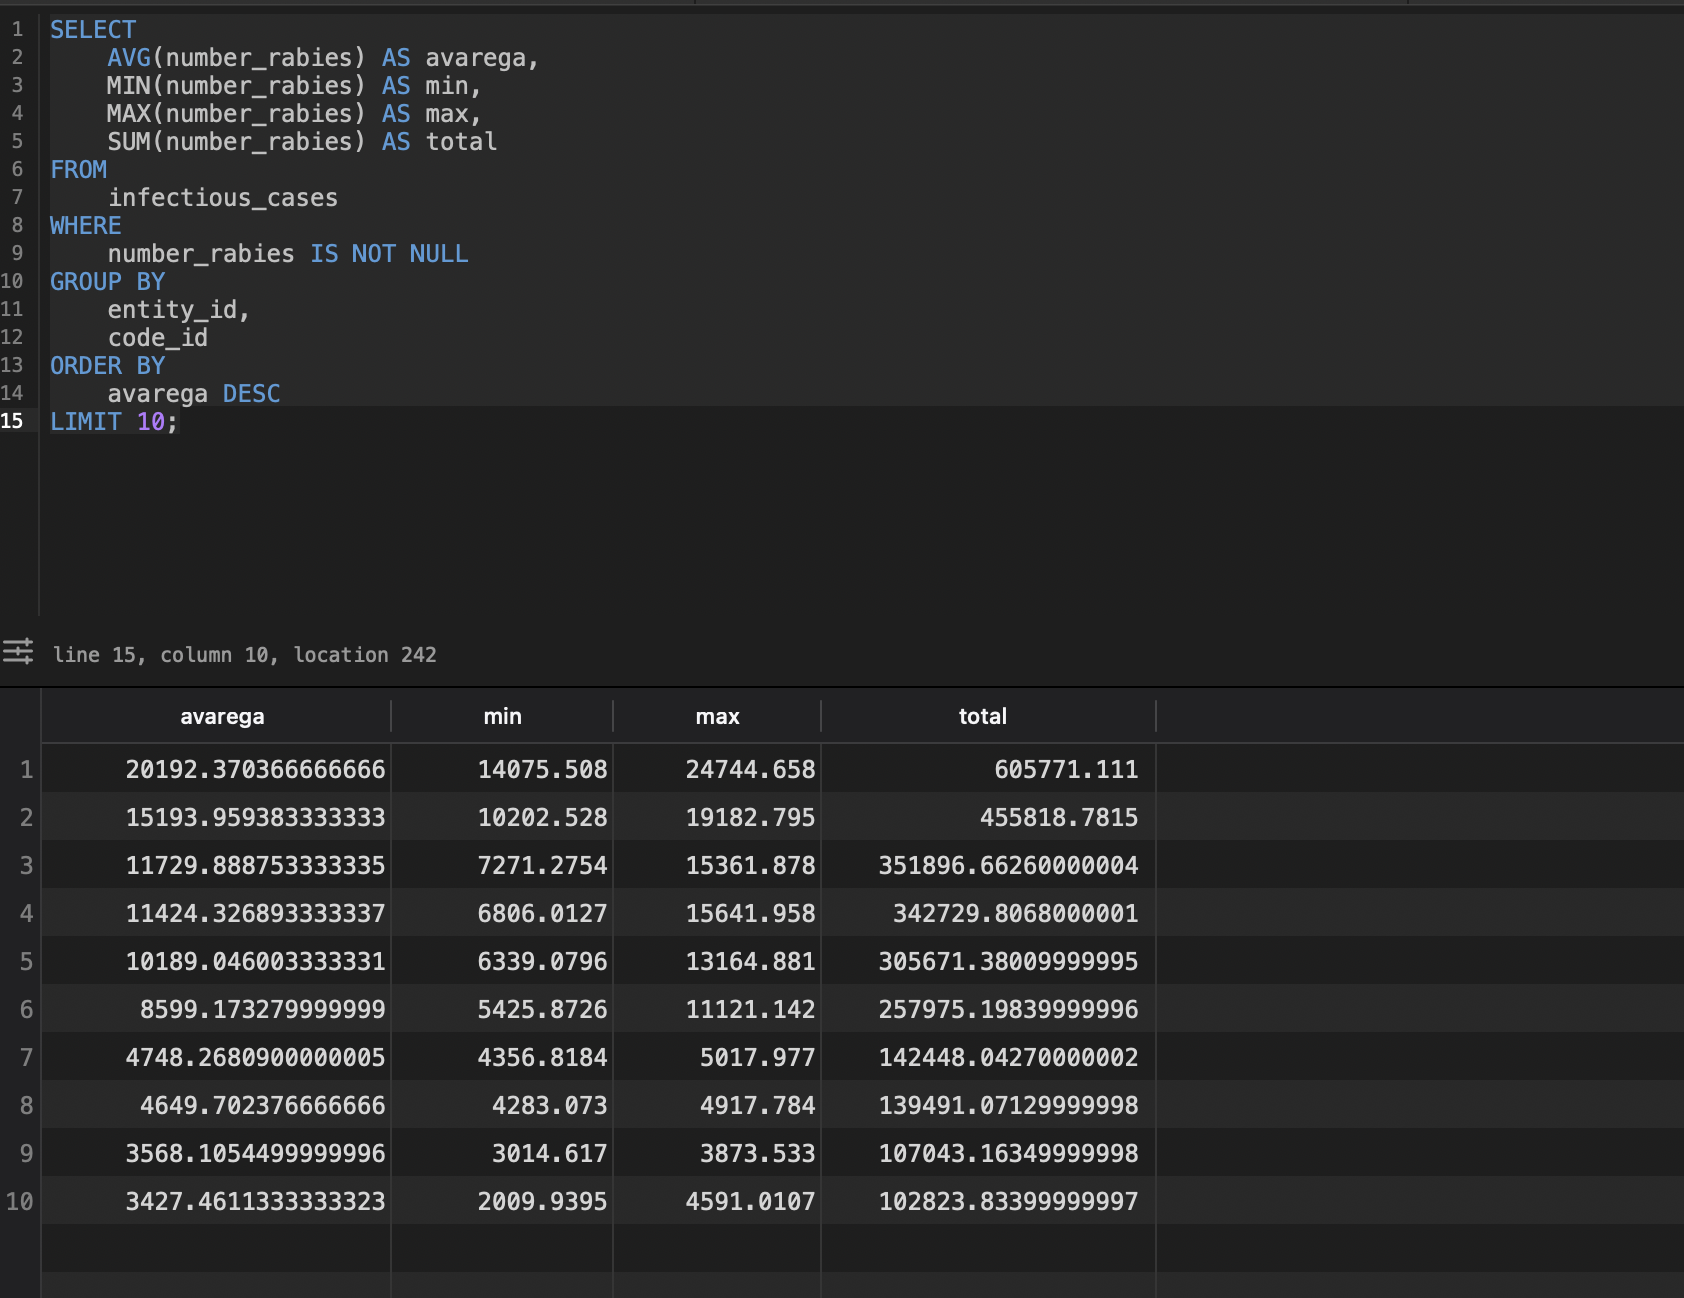 1 SELECT
2 AVG(number_rabies) AS avarega,
3 MIN(number_rabies) AS min,
4 MAX(number_rabies) AS max,
5 SUM(number_rabies) AS total
6 FROM
7 infectious_cases
8 WHERE
9 number_rabies IS NOT NULL
10 GROUP BY
11 entity_id,
12 code_id
13 ORDER BY
14 avarega DESC
15 LIMIT 10;
line 15, column 10, location 242
avarega min max total
1 20192.370366666666 14075.508 24744.658 605771.111
2 15193.959383333333 10202.528 19182.795 455818.7815
3 11729.888753333335 7271.2754 15361.878 351896.66260000004
4 11424.326893333337 6806.0127 15641.958 342729.8068000001
5 10189.046003333331 6339.0796 13164.881 305671.38009999995
6 8599.173279999999 5425.8726 11121.142 257975.19839999996
7 4748.2680900000005 4356.8184 5017.977 142448.04270000002
8 4649.702376666666 4283.073 4917.784 139491.07129999998
9 3568.1054499999996 3014.617 3873.533 107043.16349999998
10 3427.4611333333323 2009.9395 4591.0107 102823.83399999997